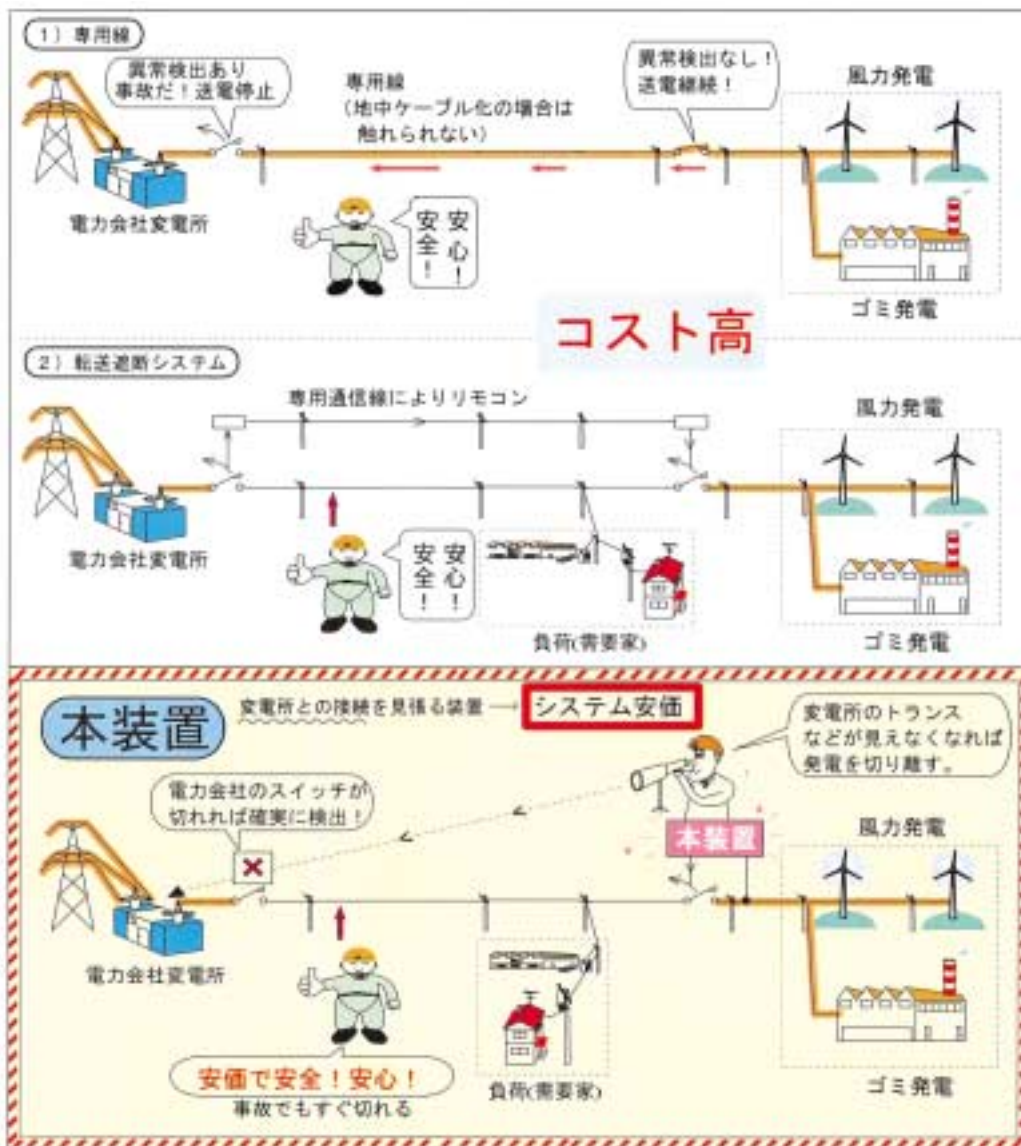 1）専用線
異常検出あり
事故だ！送電停止
専用線
（地中ケーブル化の場合は
触れられない）
異常検出なし！
送電継続！
風力発電
電力会社変電所
安心！
安全！
ゴミ発電
コスト高
2）転送遮断システム
専用通信線によりリモコン
風力発電
電力会社変電所
安心！
安全！
負荷(需要家)
ゴミ発電
本装置
変電所との接続を見張る装置
システム安価
変電所のトランス
などが見えなくなれば
発電を切り離す。
電力会社のスイッチが
切れれば確実に検出！
本装置
風力発電
電力会社変電所
安価で安全！安心！
事故でもすぐ切れる
負荷(需要家)
ゴミ発電